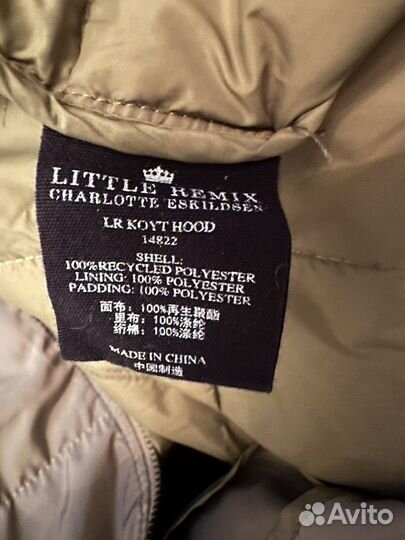 LITTLE REMIX
CHARLOTTE ESKILDSEN
LR KOYT HOOD
14822
SHELL:
100%RECYCLED POLYESTER
LINING: 100% POLYESTER
PADDING: 100% POLYESTER
面布：100%再生聚酯
里布：100%涤纶
绗棉：100%涤纶
MADE IN CHINA
中國制造
Avito